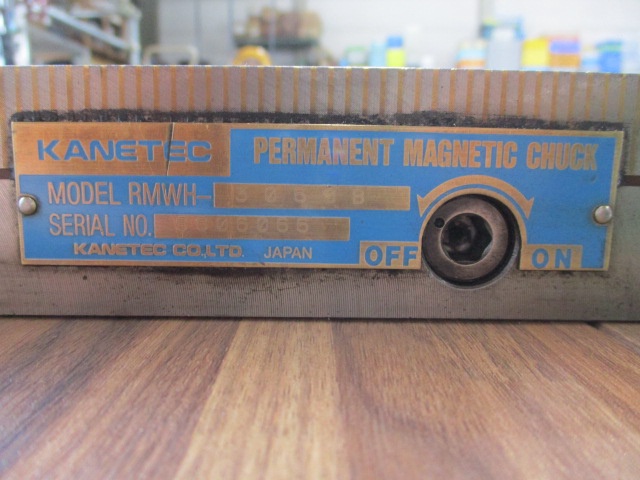 KANETEC
PERMANENT MAGNETIC CHUCK
MODEL RMWH-
SERIAL NO.
KANETEC CO.,LTD. JAPAN
OFF
ON